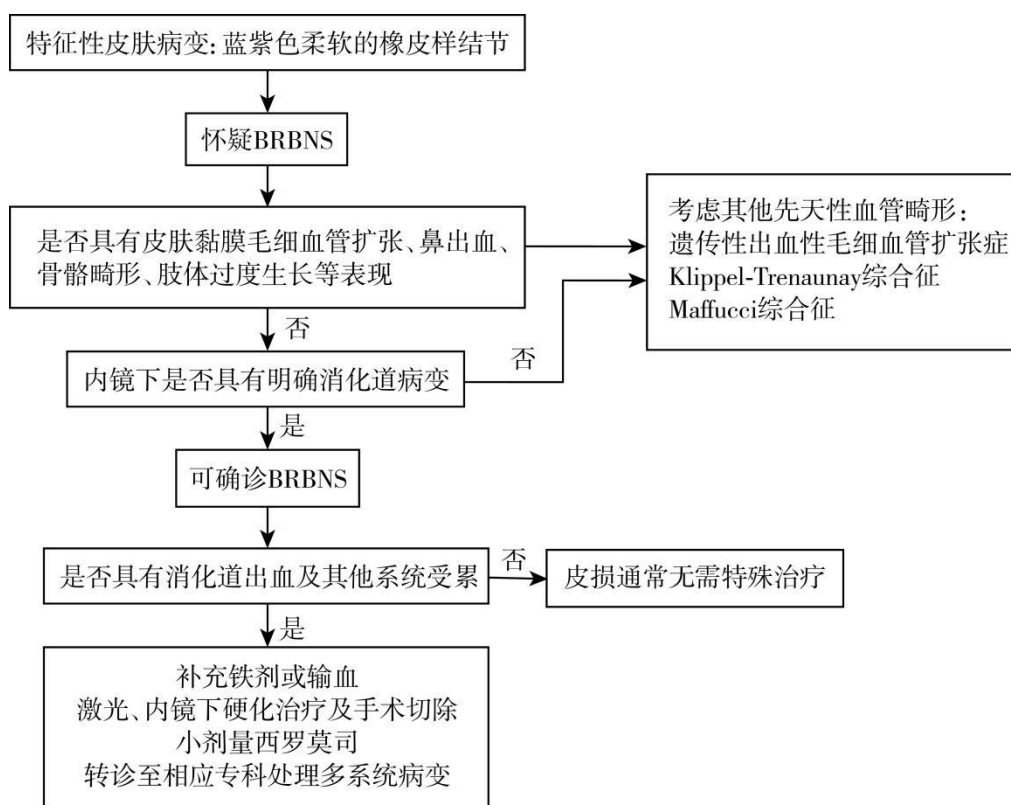 特征性皮肤病变：蓝紫色柔软的橡皮样结节
怀疑BRBNS
是否具有皮肤黏膜毛细血管扩张、鼻出血、
骨骼畸形、肢体过度生长等表现
考虑其他先天性血管畸形：
遗传性出血性毛细血管扩张症
Klippel-Trenaunay综合征
Maffucci综合征
否
否
内镜下是否具有明确消化道病变
是
可确诊BRBNS
是否具有消化道出血及其他系统受累
否
皮损通常无需特殊治疗
是
补充铁剂或输血
激光、内镜下硬化治疗及手术切除
小剂量西罗莫司
转诊至相应专科处理多系统病变